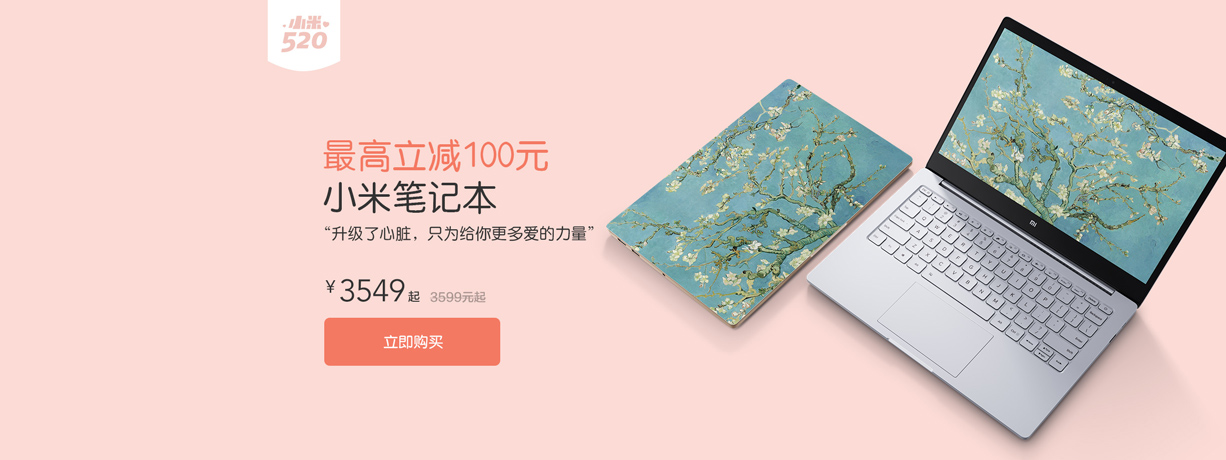 小米
520
最高立减100元
小米笔记本
“升级了心脏，只为给你更多爱的力量”
¥3549起 3599元起
立即购买
mi